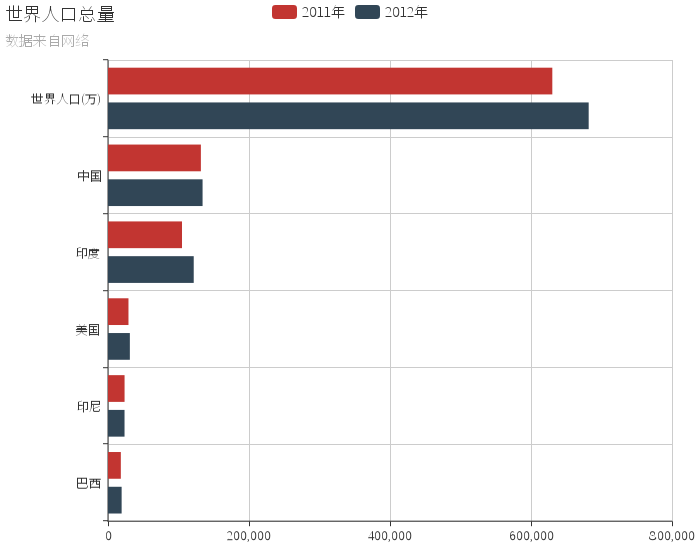 世界人口总量
2011年 2012年
数据来自网络
世界人口(万)
中国
印度
美国
印尼
巴西
0 200,000 400,000 600,000 800,000